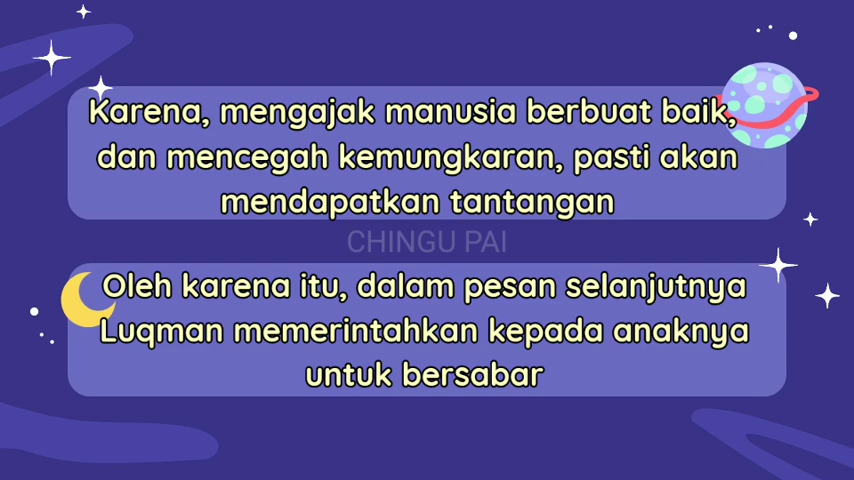 Karena, mengajak manusia berbuat baik,
dan mencegah kemungkaran, pasti akan
mendapatkan tantangan
CHINGU PAI
Oleh karena itu, dalam pesan selanjutnya
Luqman memerintahkan kepada anaknya
untuk bersabar